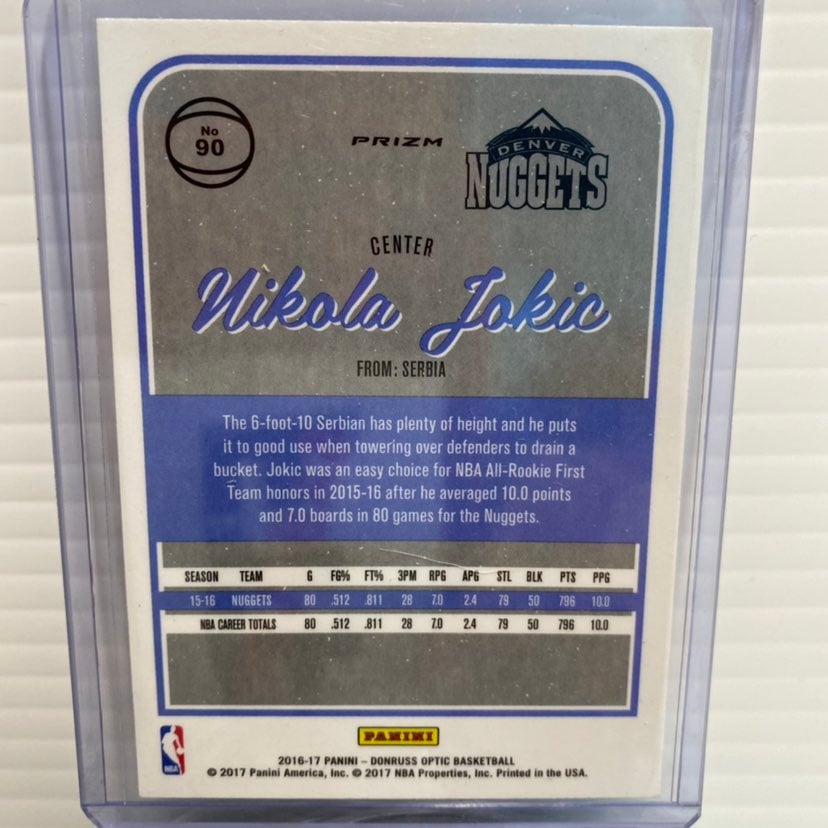 No
90
PRIZM
DENVER
NUGGETS
CENTER
Nikola Jokic
FROM: SERBIA
The 6-foot-10 Serbian has plenty of height and he puts
it to good use when towering over defenders to drain a
bucket. Jokic was an easy choice for NBA All-Rookie First
Team honors in 2015-16 after he averaged 10.0 points
and 7.0 boards in 80 games for the Nuggets.
SEASON TEAM G FG% FT% 3PM RPG APG STL BLK PTS PPG
15-16 NUGGETS 80 .512 .811 28 7.0 2.4 79 50 796 10.0
NBA CAREER TOTALS 80 .512 .811 28 7.0 2.4 79 50 796 10.0
NBA
PANINI
2016-17 PANINI – DONRUSS OPTIC BASKETBALL
© 2017 Panini America, Inc. © 2017 NBA Properties, Inc. Printed in the USA.